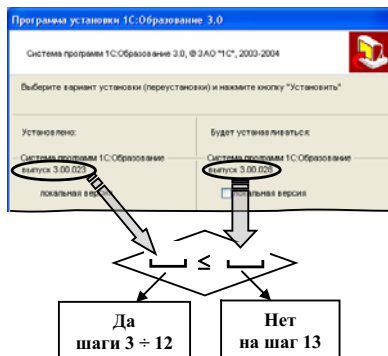 Программа установки 1С:Образование 3.0
Система программ 1С:Образование 3.0, © ЗАО "1С", 2003-2004
Выберите вариант установки (переустановки) и нажмите кнопку "Установить"
Установлено:
Будет устанавливаться:
Система программ 1С:Образование
Система программ 1С:Образование
выпуск 3.00.023
выпуск 3.00.028
локальная версия
локальная версия
≤
Да
шаги 3 ÷ 12
Нет
на шаг 13